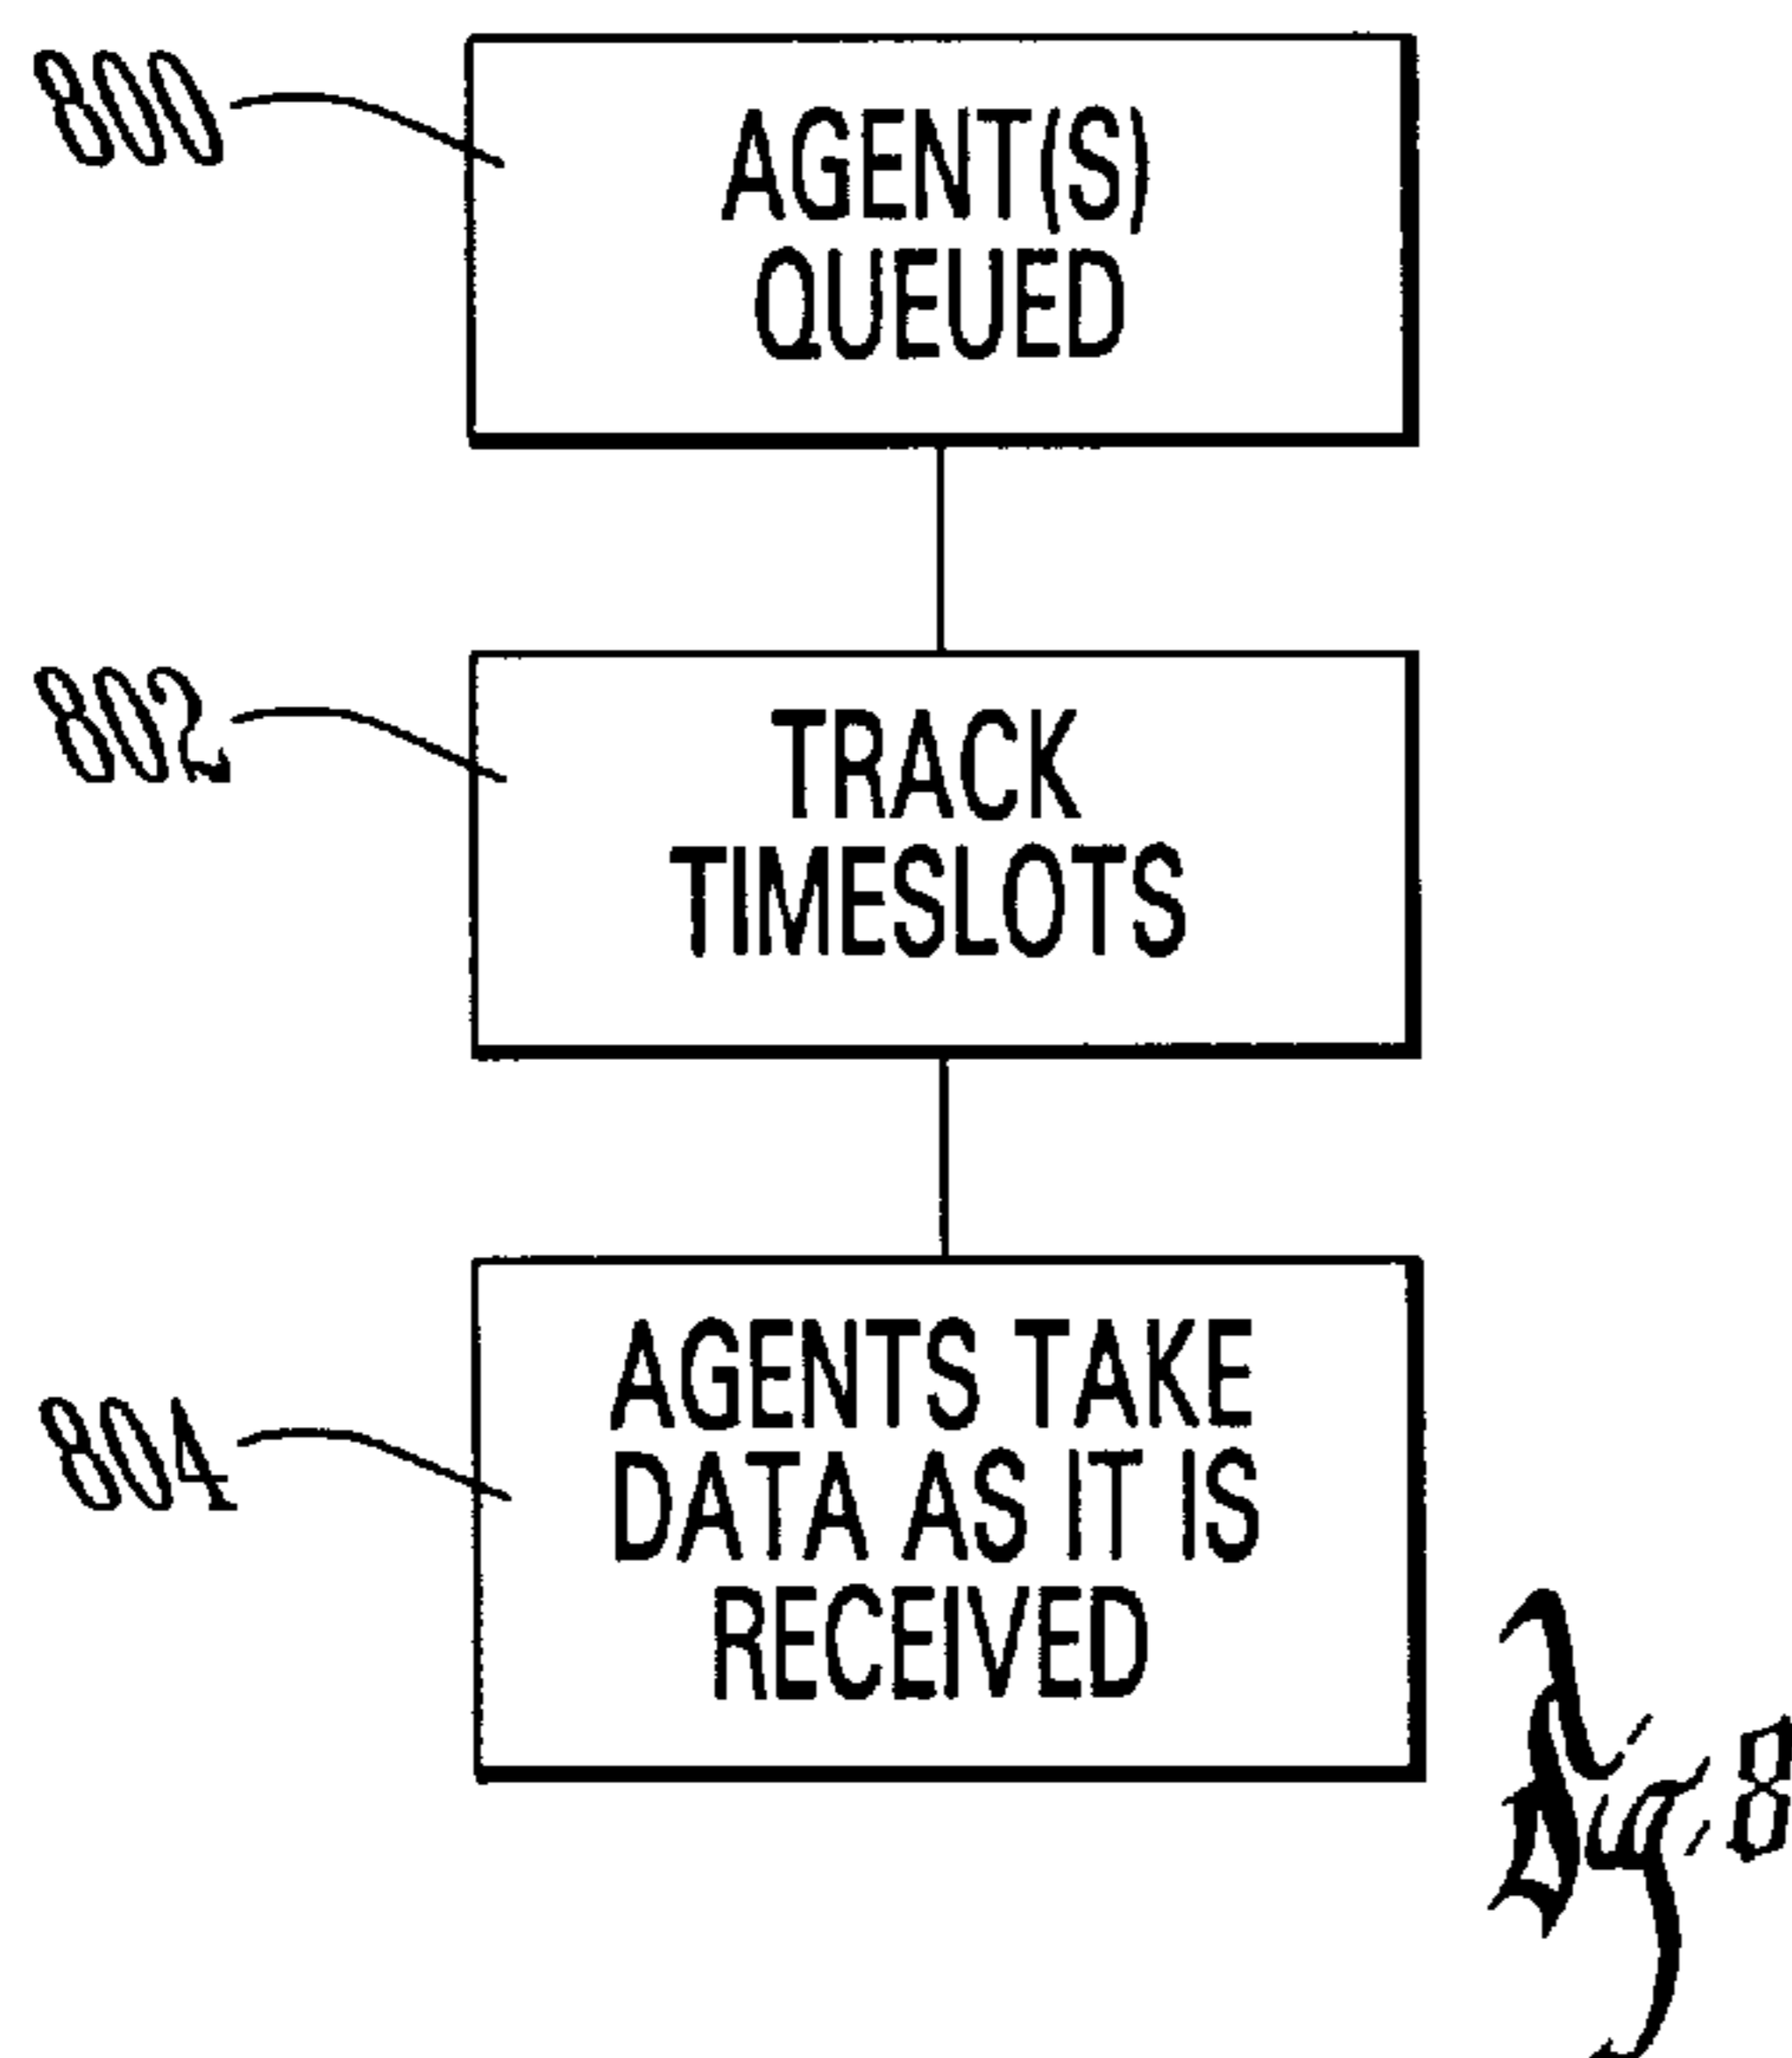 800
AGENT(S)
QUEUED
802
TRACK
TIMESLOTS
804
AGENTS TAKE
DATA AS IT IS
RECEIVED
Fig. 8